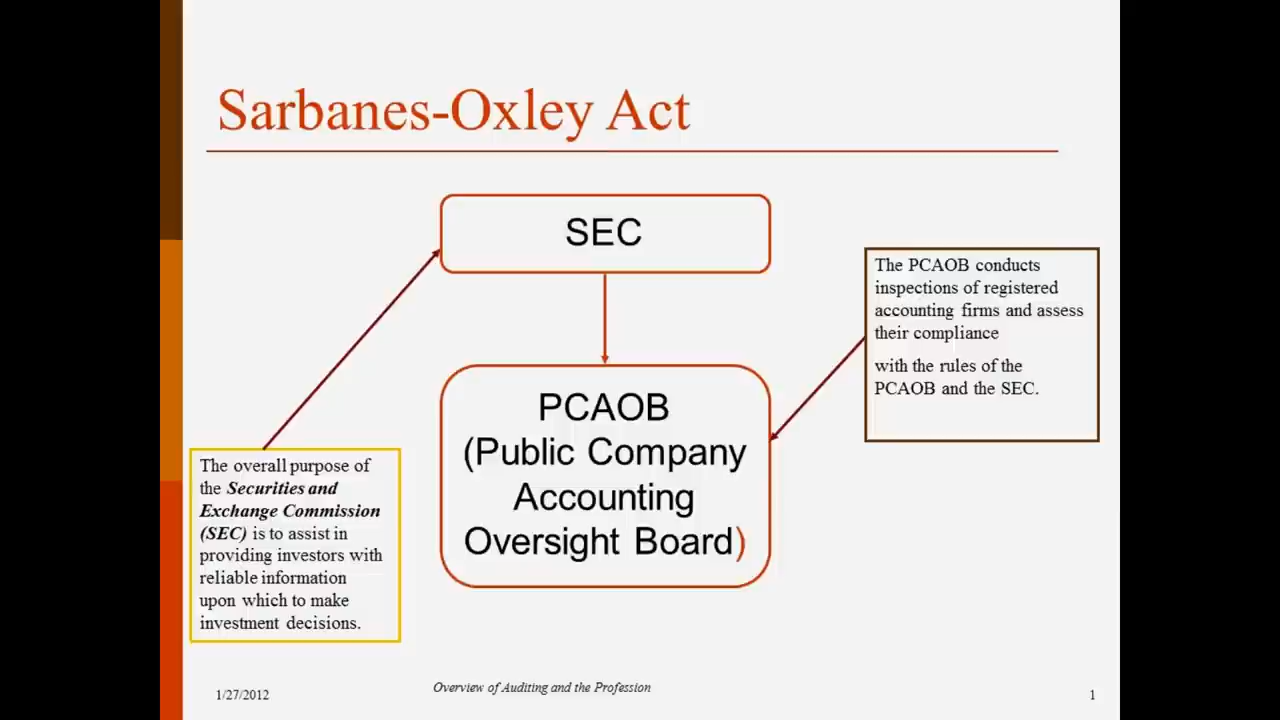 Sarbanes-Oxley Act
SEC
The PCAOB conducts
inspections of registered
accounting firms and assess
their compliance
with the rules of the
PCAOB and the SEC.
PCAOB
(Public Company
Accounting
Oversight Board)
The overall purpose of
the Securities and
Exchange Commission
(SEC) is to assist in
providing investors with
reliable information
upon which to make
investment decisions.
1/27/2012
Overview of Auditing and the Profession
1